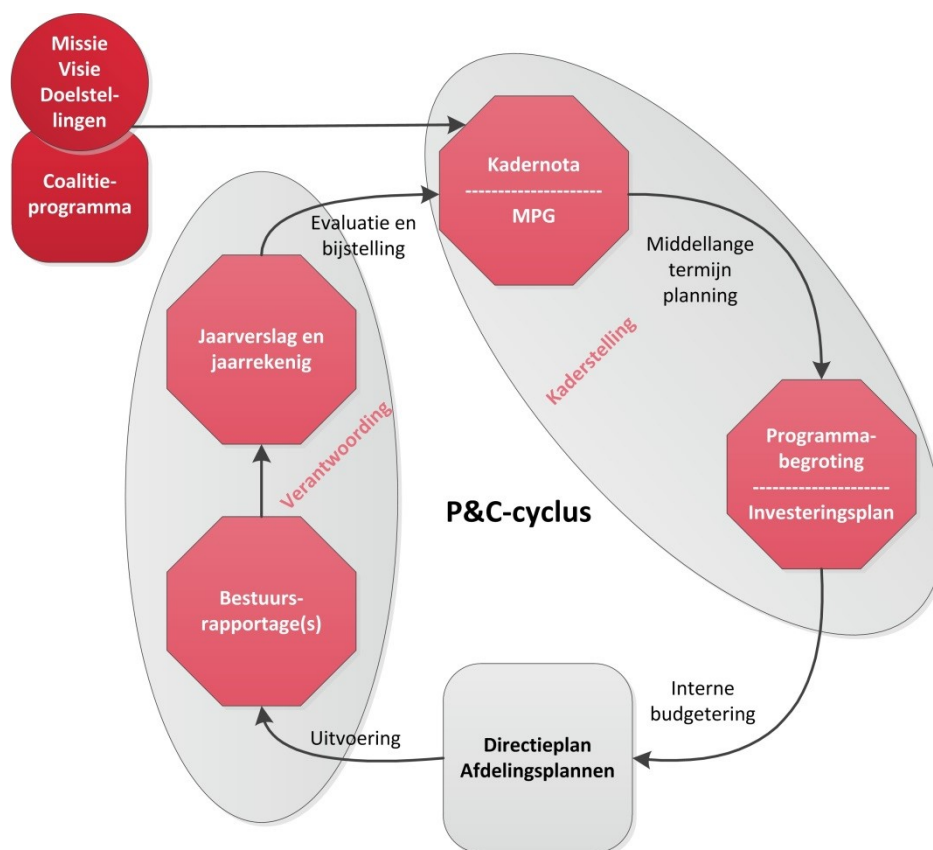 Missie
Visie
Doelstel-
lingen
Coalitie-
programma
Kadernota
-----------------------
MPG
Evaluatie en
bijstelling
Middellange
termijn
planning
Jaarverslag en
jaarrekenig
Kaderstelling
Verantwoording
Programma-
begroting
-----------------------
Investeringsplan
P&C-cyclus
Bestuurs-
rapportage(s)
Interne
budgetering
Uitvoering
Directieplan
Afdelingsplannen